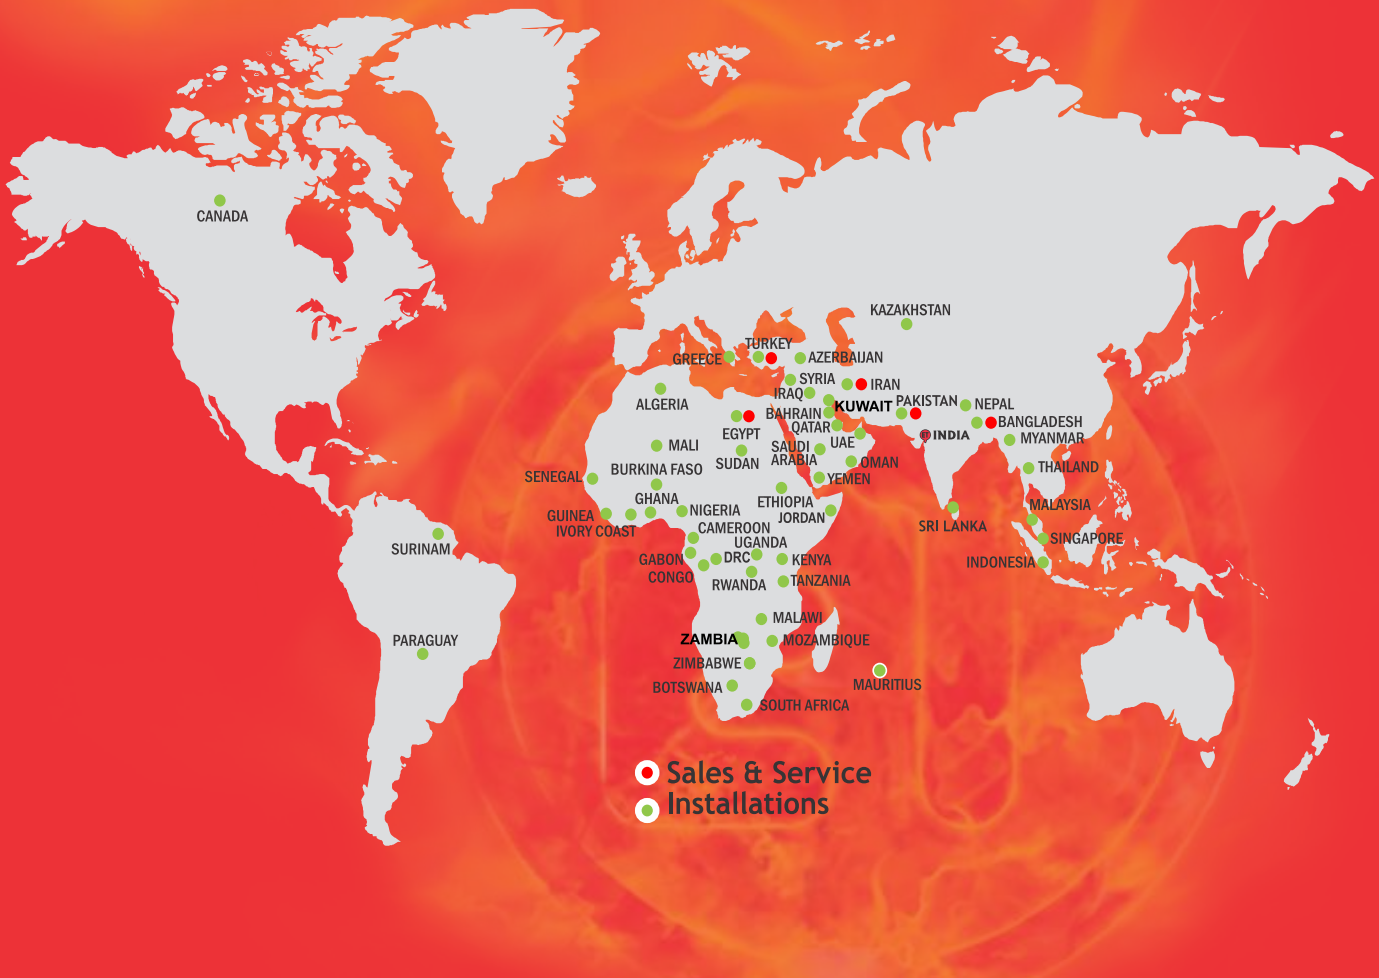 CANADA
KAZAKHSTAN
TURKEY
GREECE
AZERBAIJAN
SYRIA
IRAN
IRAQ
ALGERIA
KUWAIT
PAKISTAN
NEPAL
BAHRAIN
BANGLADESH
QATAR
EGYPT
INDIA
MYANMAR
UAE
MALI
SAUDI
ARABIA
SUDAN
OMAN
THAILAND
BURKINA FASO
SENEGAL
YEMEN
GHANA
ETHIOPIA
MALAYSIA
NIGERIA
GUINEA
JORDAN
IVORY COAST
CAMEROON
SRI LANKA
SINGAPORE
UGANDA
SURINAM
GABON
DRC
KENYA
INDONESIA
CONGO
RWANDA
TANZANIA
MALAWI
PARAGUAY
ZAMBIA
MOZAMBIQUE
ZIMBABWE
BOTSWANA
MAURITIUS
SOUTH AFRICA
Sales & Service
Installations